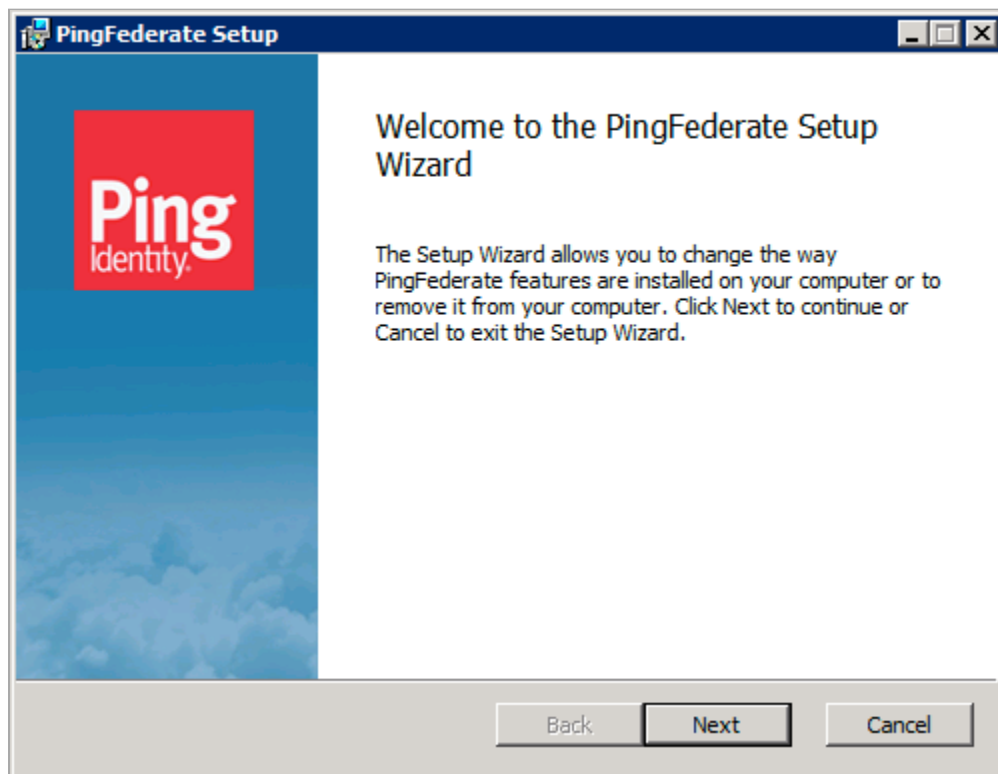 PingFederate Setup
Ping
Identity.
Welcome to the PingFederate Setup
Wizard
The Setup Wizard allows you to change the way
PingFederate features are installed on your computer or to
remove it from your computer. Click Next to continue or
Cancel to exit the Setup Wizard.
Back
Next
Cancel